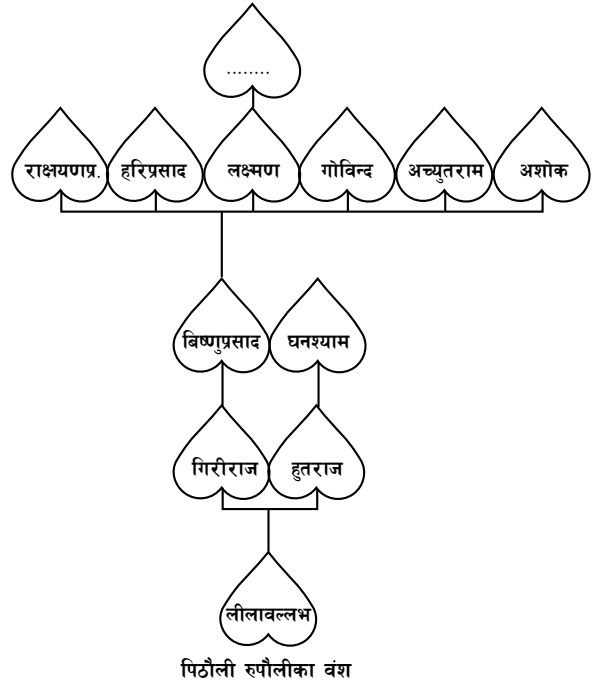 ........
राक्षयणप्र. हरिप्रसाद लक्ष्मण गोविन्द अच्युतराम अशोक
बिष्णुप्रसाद घनश्याम
गिरीराज हुतराज
लीलावल्लभ
पिठौली रुपौलीका वंश